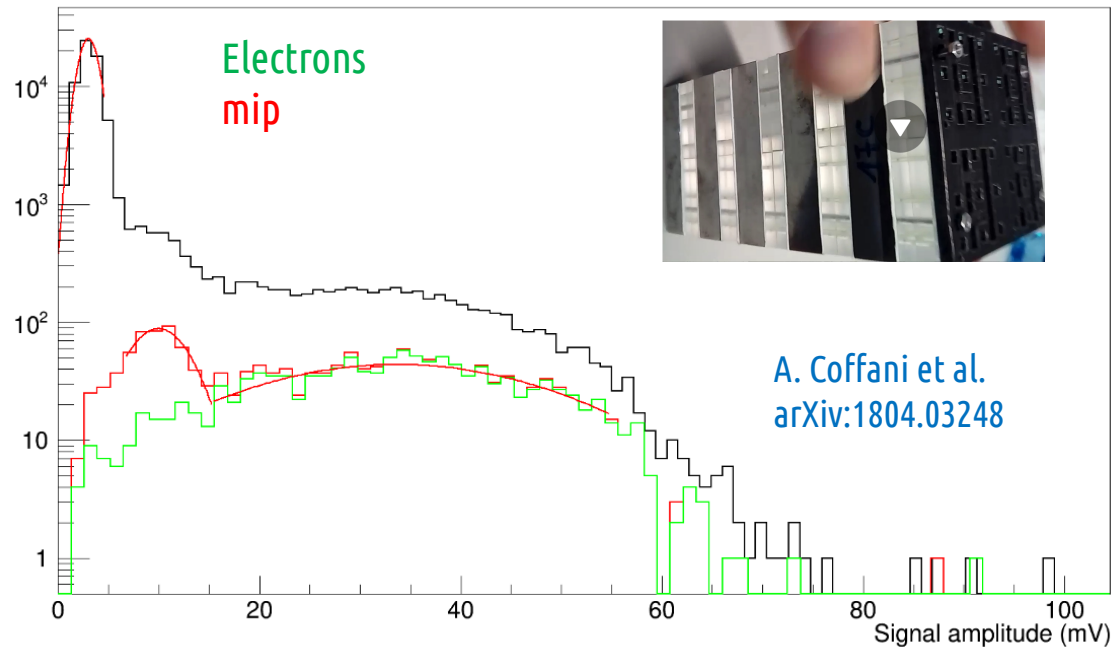 Electrons
mip
A. Coffani et al.
arXiv:1804.03248
10⁴
10³
10²
10
1
0 20 40 60 80 100
Signal amplitude (mV)